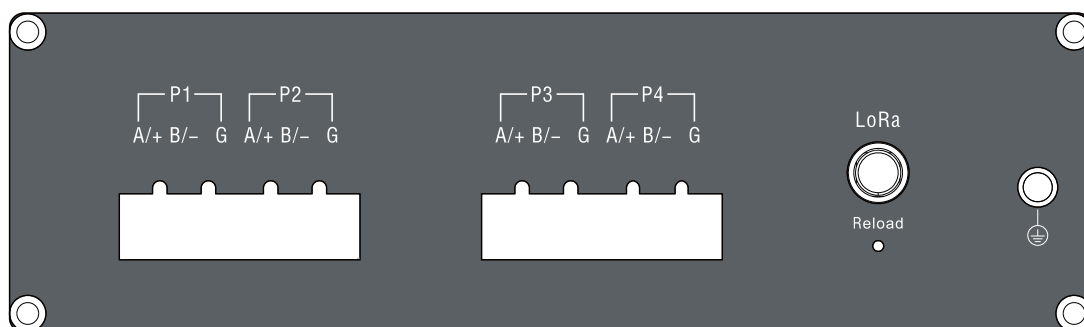 P1 P2 P3 P4
A/+ B/− G A/+ B/− G A/+ B/− G A/+ B/− G
LoRa
Reload